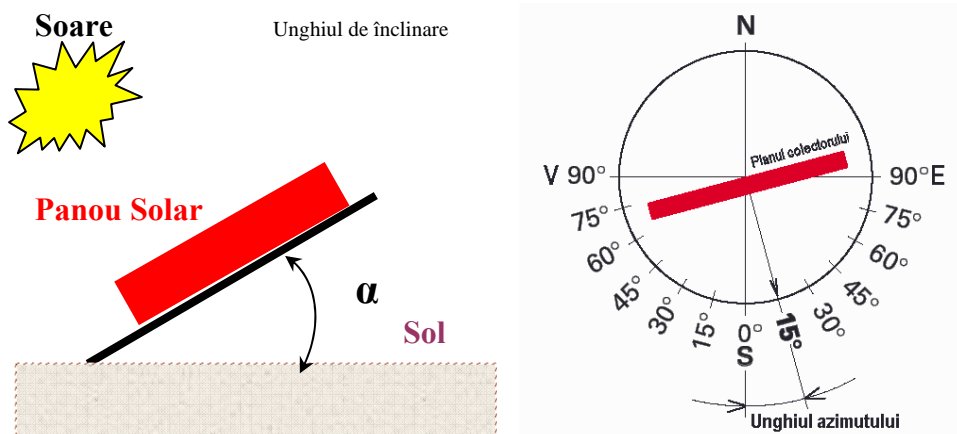 Soare
Unghiul de înclinare
Panou Solar
α
Sol
N
Planul colectorului
V 90°
90°E
75°
75°
60°
60°
45°
45°
30°
30°
15°
0°
15°
S
Unghiul azimutului